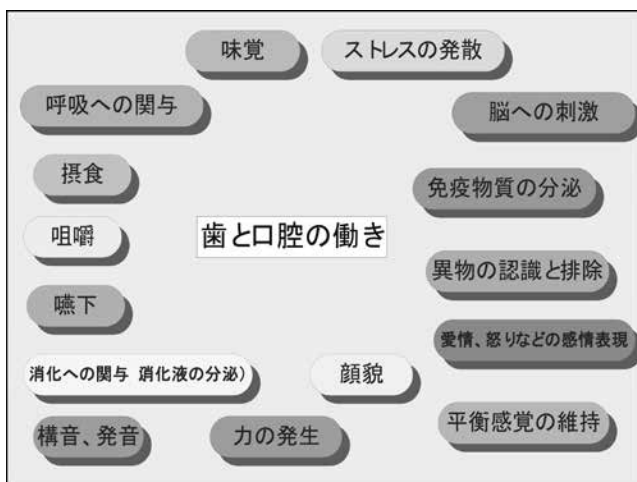 味覚
ストレスの発散
呼吸への関与
脳への刺激
摂食
免疫物質の分泌
咀嚼
歯と口腔の働き
異物の認識と排除
嚥下
愛情、怒りなどの感情表現
消化への関与 消化液の分泌）
顔貌
平衡感覚の維持
構音、発音
力の発生